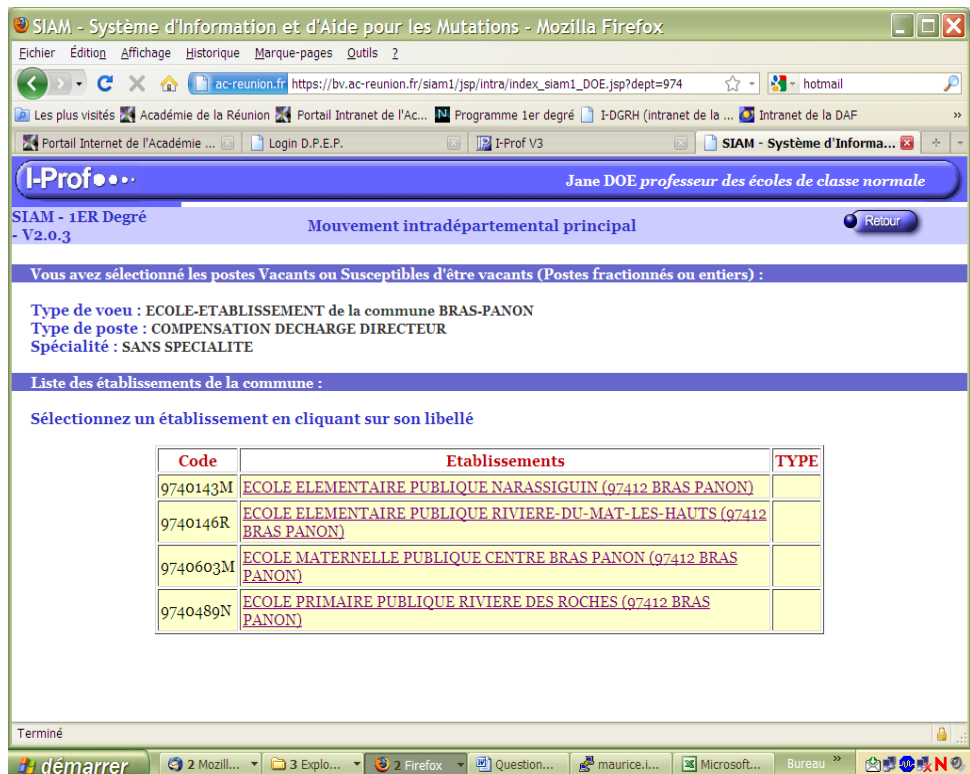 SIAM - Système d'Information et d'Aide pour les Mutations - Mozilla Firefox
Eichier Édition Affichage Historique Marque-pages Outils ?
ac-reunion.fr https://bv.ac-reunion.fr/siam1/jsp/intra/index_siam1_DOE.jsp?dept=974 hotmail
Les plus visités Académie de la Réunion Portail Intranet de l'Ac... Programme 1er degré I-DGRH (intranet de la ... Intranet de la DAF »
Portail Internet de l'Académie ... Login D.P.E.P. I-Prof V3 SIAM - Système d'Informa...
I-Prof Jane DOE professeur des écoles de classe normale
SIAM - 1ER Degré
- V2.0.3
Mouvement intradépartemental principal
Retour
Vous avez sélectionné les postes Vacants ou Susceptibles d'être vacants (Postes fractionnés ou entiers) :
Type de voeu : ECOLE-ETABLISSEMENT de la commune BRAS-PANON
Type de poste : COMPENSATION DECHARGE DIRECTEUR
Spécialité : SANS SPECIALITE
Liste des établissements de la commune :
Sélectionnez un établissement en cliquant sur son libellé
Code Etablissements TYPE
9740143M ECOLE ELEMENTAIRE PUBLIQUE NARASSIGUIN (97412 BRAS PANON)
9740146R ECOLE ELEMENTAIRE PUBLIQUE RIVIERE-DU-MAT-LES-HAUTS (97412
BRAS PANON)
9740603M ECOLE MATERNELLE PUBLIQUE CENTRE BRAS PANON (97412 BRAS
PANON)
9740489N ECOLE PRIMAIRE PUBLIQUE RIVIERE DES ROCHES (97412 BRAS
PANON)
Terminé
démarrer 2 Mozill... 3 Explo... 2 Firefox Question... maurice.i... Microsoft... Bureau » N